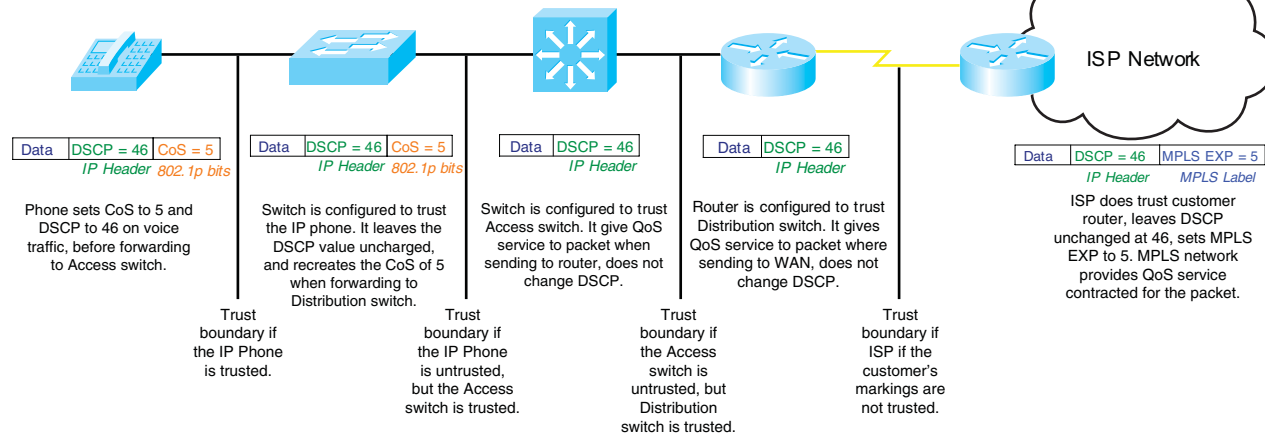 ISP Network
Data DSCP = 46 CoS = 5
IP Header 802.1p bits
Phone sets CoS to 5 and
DSCP to 46 on voice
traffic, before forwarding
to Access switch.
Data DSCP = 46 CoS = 5
IP Header 802.1p bits
Switch is configured to trust
the IP phone. It leaves the
DSCP value uncharged,
and recreates the CoS of 5
when forwarding to
Distribution switch.
Data DSCP = 46
IP Header
Switch is configured to trust
Access switch. It give QoS
service to packet when
sending to router, does not
change DSCP.
Data DSCP = 46
IP Header
Router is configured to trust
Distribution switch. It gives
QoS service to packet where
sending to WAN, does not
change DSCP.
Data DSCP = 46 MPLS EXP = 5
IP Header MPLS Label
ISP does trust customer
router, leaves DSCP
unchanged at 46, sets MPLS
EXP to 5. MPLS network
provides QoS service
contracted for the packet.
Trust
boundary if
the IP Phone
is trusted.
Trust
boundary if
the IP Phone
is untrusted,
but the Access
switch is trusted.
Trust
boundary if
the Access
switch is
untrusted, but
Distribution
switch is trusted.
Trust
boundary if
ISP if the
customer's
markings are
not trusted.